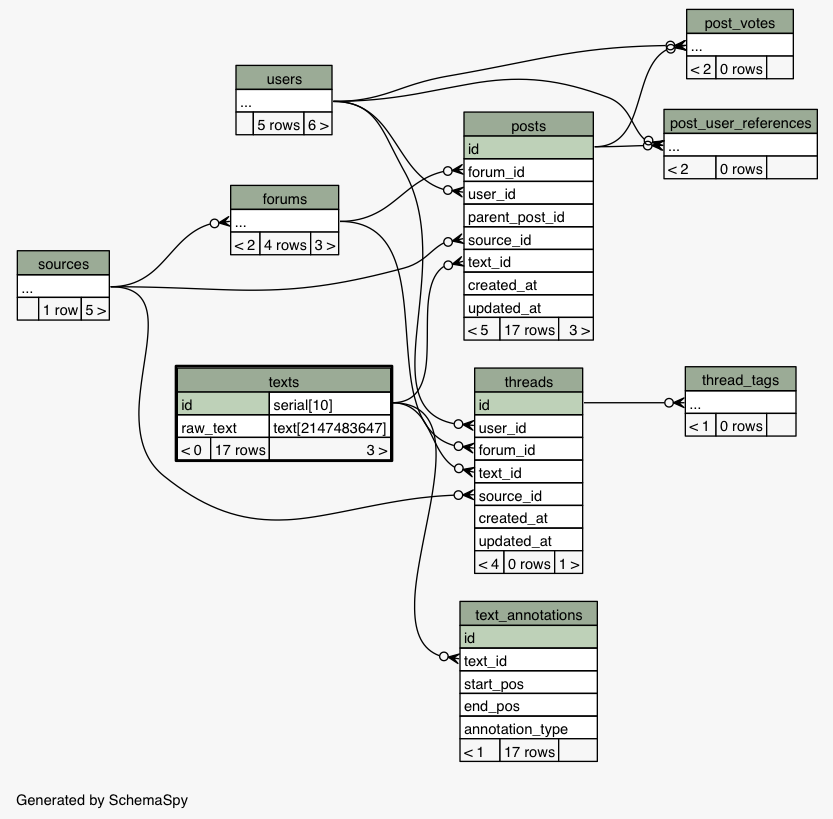 post_votes
...
< 2 0 rows
users
...
5 rows 6 >
post_user_references
...
< 2 0 rows
posts
id
forum_id
user_id
parent_post_id
source_id
text_id
created_at
updated_at
< 5 17 rows 3 >
forums
...
< 2 4 rows 3 >
sources
...
1 row 5 >
texts
id serial[10]
raw_text text[2147483647]
< 0 17 rows 3 >
threads
id
user_id
forum_id
text_id
source_id
created_at
updated_at
< 4 0 rows 1 >
thread_tags
...
< 1 0 rows
text_annotations
id
text_id
start_pos
end_pos
annotation_type
< 1 17 rows
Generated by SchemaSpy